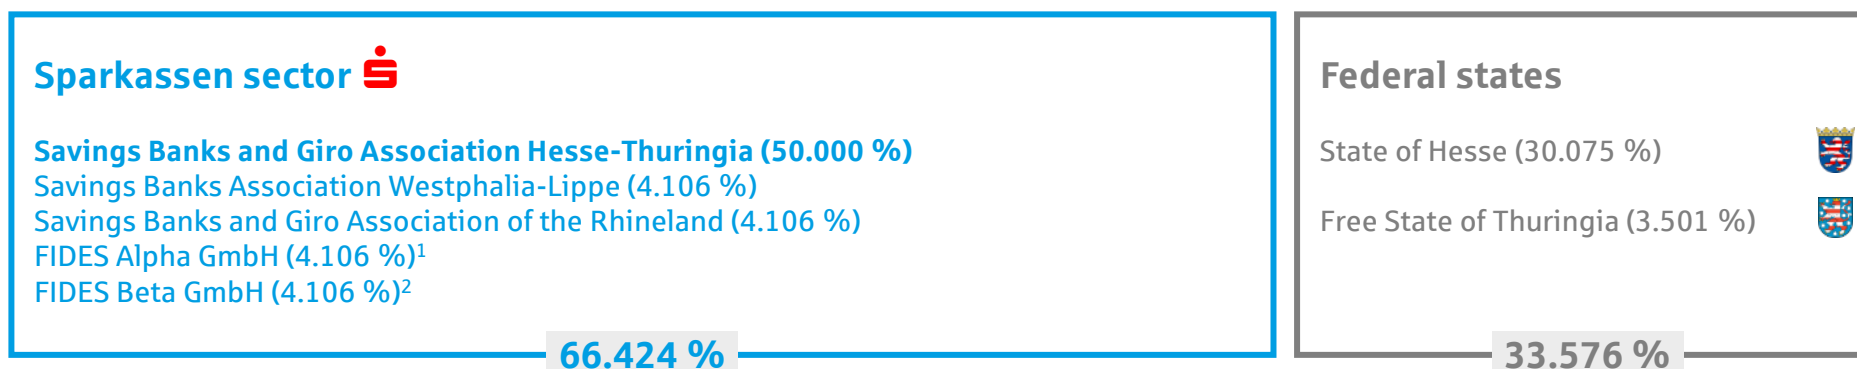 Sparkassen sector
Savings Banks and Giro Association Hesse-Thuringia (50.000 %)
Savings Banks Association Westphalia-Lippe (4.106 %)
Savings Banks and Giro Association of the Rhineland (4.106 %)
FIDES Alpha GmbH (4.106 %)¹
FIDES Beta GmbH (4.106 %)²
66.424 %
Federal states
State of Hesse (30.075 %)
Free State of Thuringia (3.501 %)
33.576 %